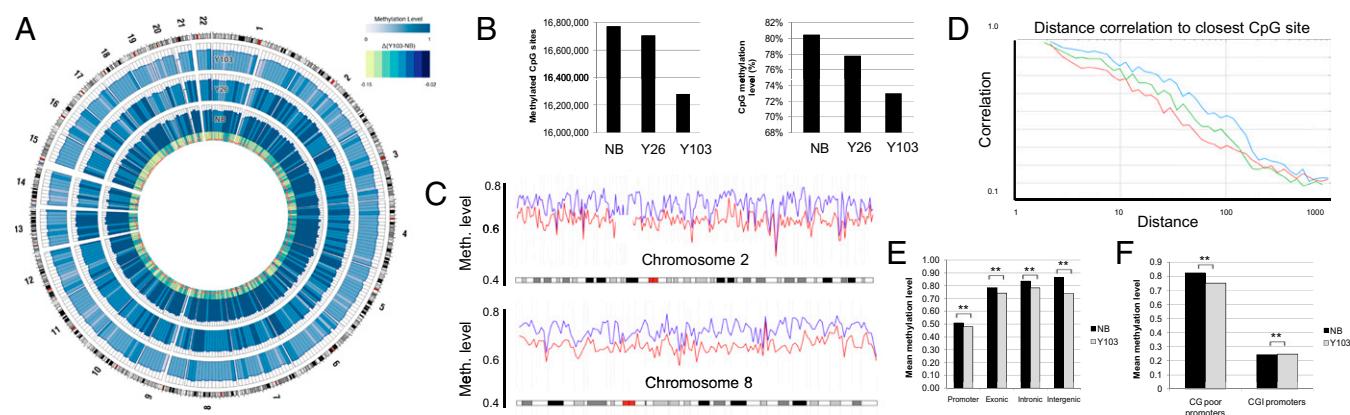 A
Methylation Level
0
1
Δ(Y103-NB)
-0.15
-0.02
Y103
Y26
NB
1
2
3
4
5
6
7
8
9
10
11
12
13
14
15
16
17
18
19
20
21
22
B
Methylated CpG sites
16,800,000
16,600,000
16,400,000
16,200,000
16,000,000
NB
Y26
Y103
CpG methylation
level (%)
82%
80%
78%
76%
74%
72%
70%
68%
NB
Y26
Y103
C
Meth. level
0.8
0.6
0.4
Chromosome 2
Meth. level
0.8
0.6
0.4
Chromosome 8
D
Distance correlation to closest CpG site
Correlation
1.0
0.1
1
10
100
1000
Distance
E
Mean methylation level
1.00
0.90
0.80
0.70
0.60
0.50
0.40
0.30
0.20
0.10
0.00
**
**
**
**
Promoter
Exonic
Intronic
Intergenic
NB
Y103
F
Mean methylation level
0.9
0.8
0.7
0.6
0.5
0.4
0.3
0.2
0.1
0
**
**
CG poor
promoters
CGI promoters
NB
Y103